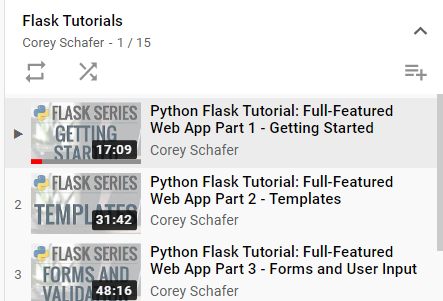 Flask Tutorials
Corey Schafer - 1 / 15
FLASK SERIES
GETTING
STARTED
17:09
Python Flask Tutorial: Full-Featured
Web App Part 1 - Getting Started
Corey Schafer
2
FLASK SERIES
TEMPLATES
31:42
Python Flask Tutorial: Full-Featured
Web App Part 2 - Templates
Corey Schafer
3
FLASK SERIES
FORMS AND
VALIDATION
48:16
Python Flask Tutorial: Full-Featured
Web App Part 3 - Forms and User Input
Corey Schafer